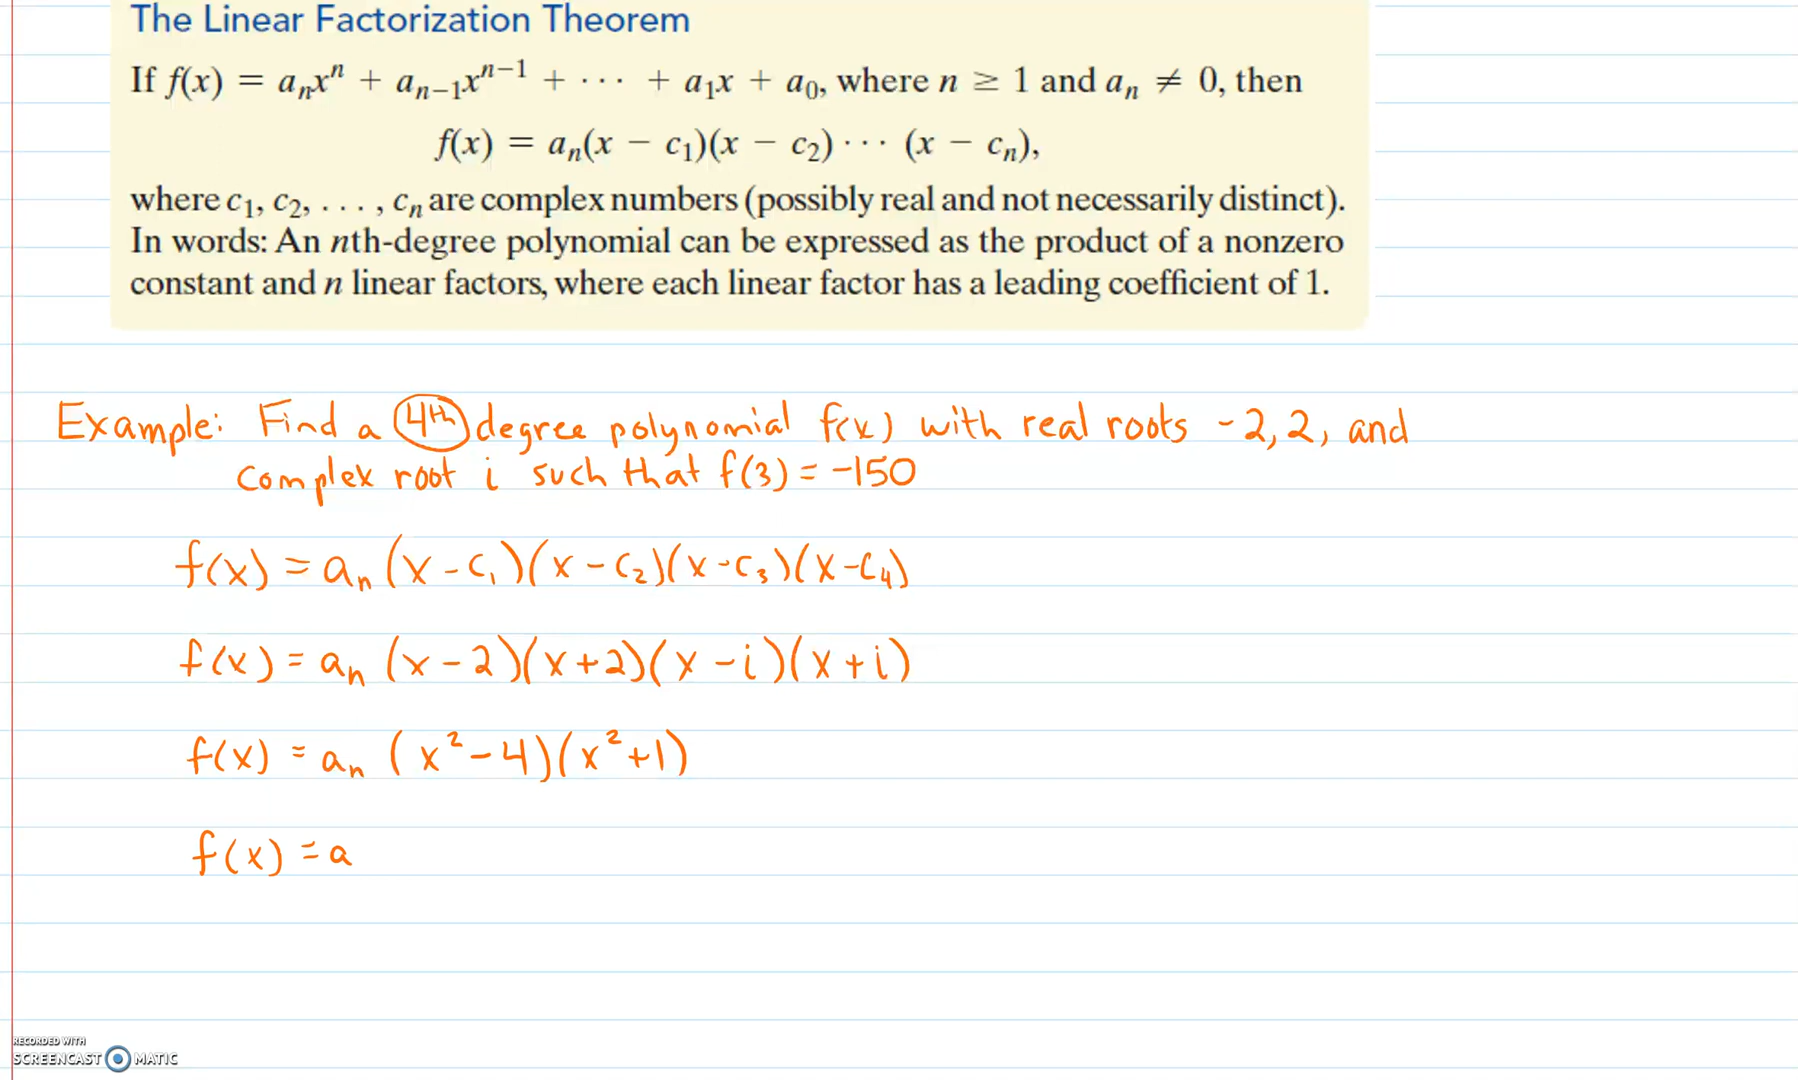 The Linear Factorization Theorem
If f(x) = aₙxⁿ + aₙ₋₁xⁿ⁻¹ + · · · + a₁x + a₀, where n ≥ 1 and aₙ ≠ 0, then
f(x) = aₙ(x − c₁)(x − c₂) · · · (x − cₙ),
where c₁, c₂, . . . , cₙ are complex numbers (possibly real and not necessarily distinct).
In words: An nth-degree polynomial can be expressed as the product of a nonzero
constant and n linear factors, where each linear factor has a leading coefficient of 1.
Example: Find a 4th degree polynomial f(x) with real roots -2, 2, and
complex root i such that f(3) = -150
f(x) = aₙ (x - c₁)(x - c₂)(x - c₃)(x - c₄)
f(x) = aₙ (x - 2)(x + 2)(x - i)(x + i)
f(x) = aₙ (x² - 4)(x² + 1)
f(x) = a
RECORDED WITH
SCREENCAST MATIC